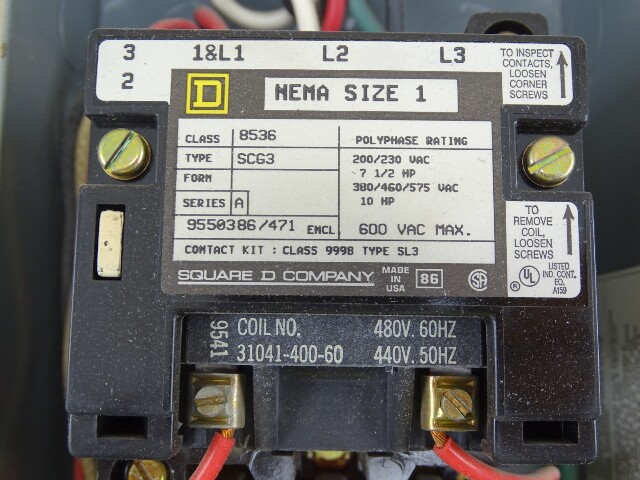 3 1&L1 L2 L3
2
TO INSPECT
CONTACTS,
LOOSEN
CORNER
SCREWS
D
NEMA SIZE 1
CLASS 8536
TYPE SCG3
FORM
SERIES A
9550386/471 ENCL
POLYPHASE RATING
200/230 VAC
7 1/2 HP
380/460/575 VAC
10 HP
600 VAC MAX.
CONTACT KIT : CLASS 9998 TYPE SL3
SQUARE D COMPANY MADE IN USA 86 SA
TO
REMOVE
COIL,
LOOSEN
SCREWS
UL LISTED
IND. CONT.
EQ.
A159
9541
COIL NO. 480V. 60HZ
31041-400-60 440V. 50HZ